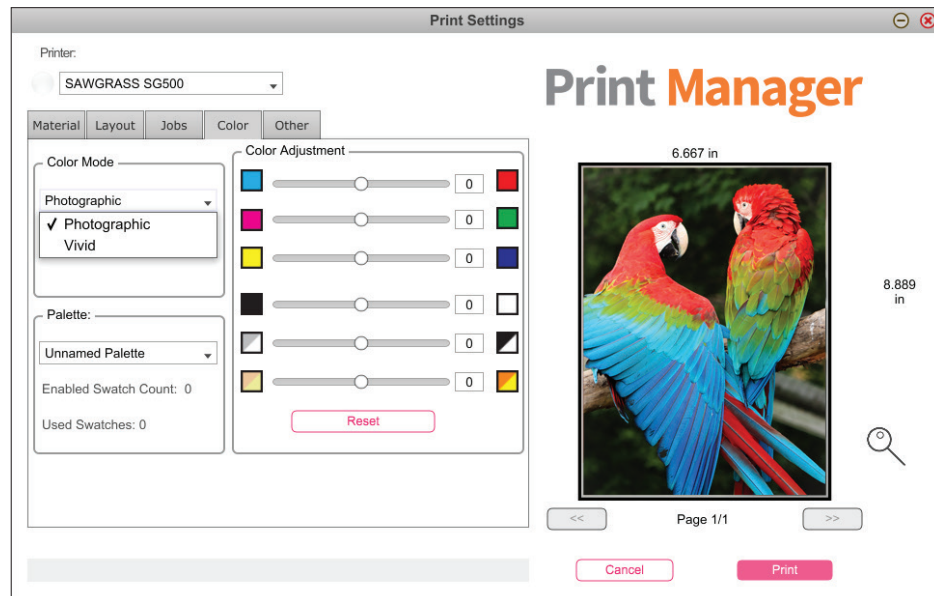 Print Settings
Printer:
SAWGRASS SG500
Print Manager
Material Layout Jobs Color Other
Color Mode
Photographic
✓ Photographic
Vivid
Palette:
Unnamed Palette
Enabled Swatch Count: 0
Used Swatches: 0
Color Adjustment
0
0
0
0
0
0
Reset
6.667 in
8.889
in
<< Page 1/1 >>
Cancel Print